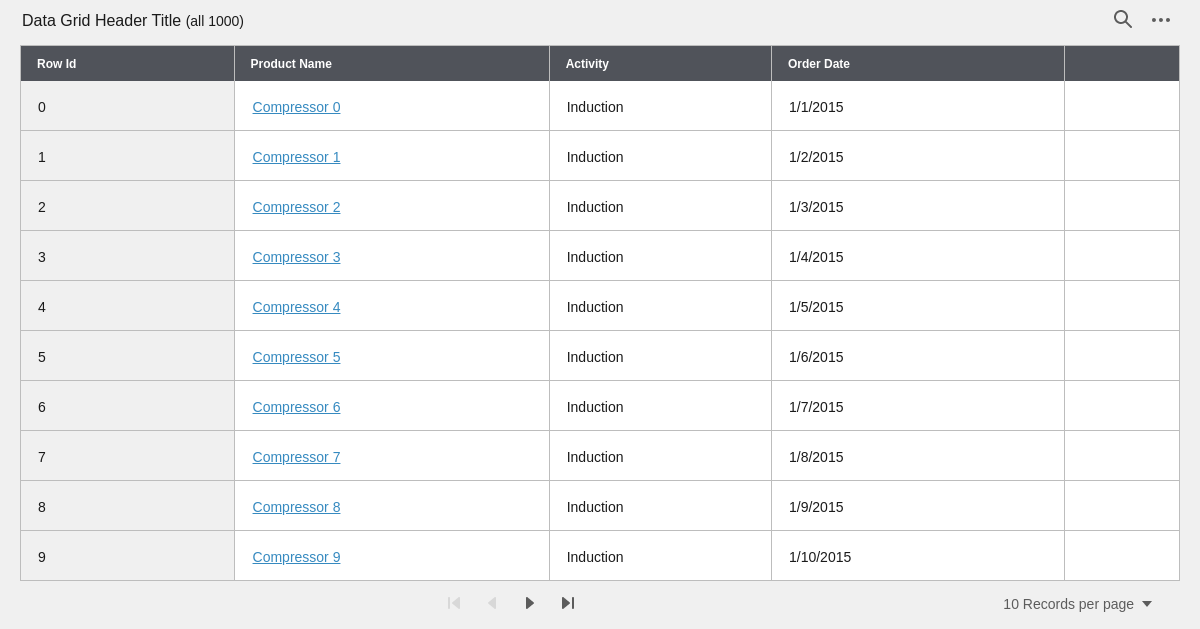 Data Grid Header Title (all 1000)
Row Id Product Name Activity Order Date
0 Compressor 0 Induction 1/1/2015
1 Compressor 1 Induction 1/2/2015
2 Compressor 2 Induction 1/3/2015
3 Compressor 3 Induction 1/4/2015
4 Compressor 4 Induction 1/5/2015
5 Compressor 5 Induction 1/6/2015
6 Compressor 6 Induction 1/7/2015
7 Compressor 7 Induction 1/8/2015
8 Compressor 8 Induction 1/9/2015
9 Compressor 9 Induction 1/10/2015
10 Records per page